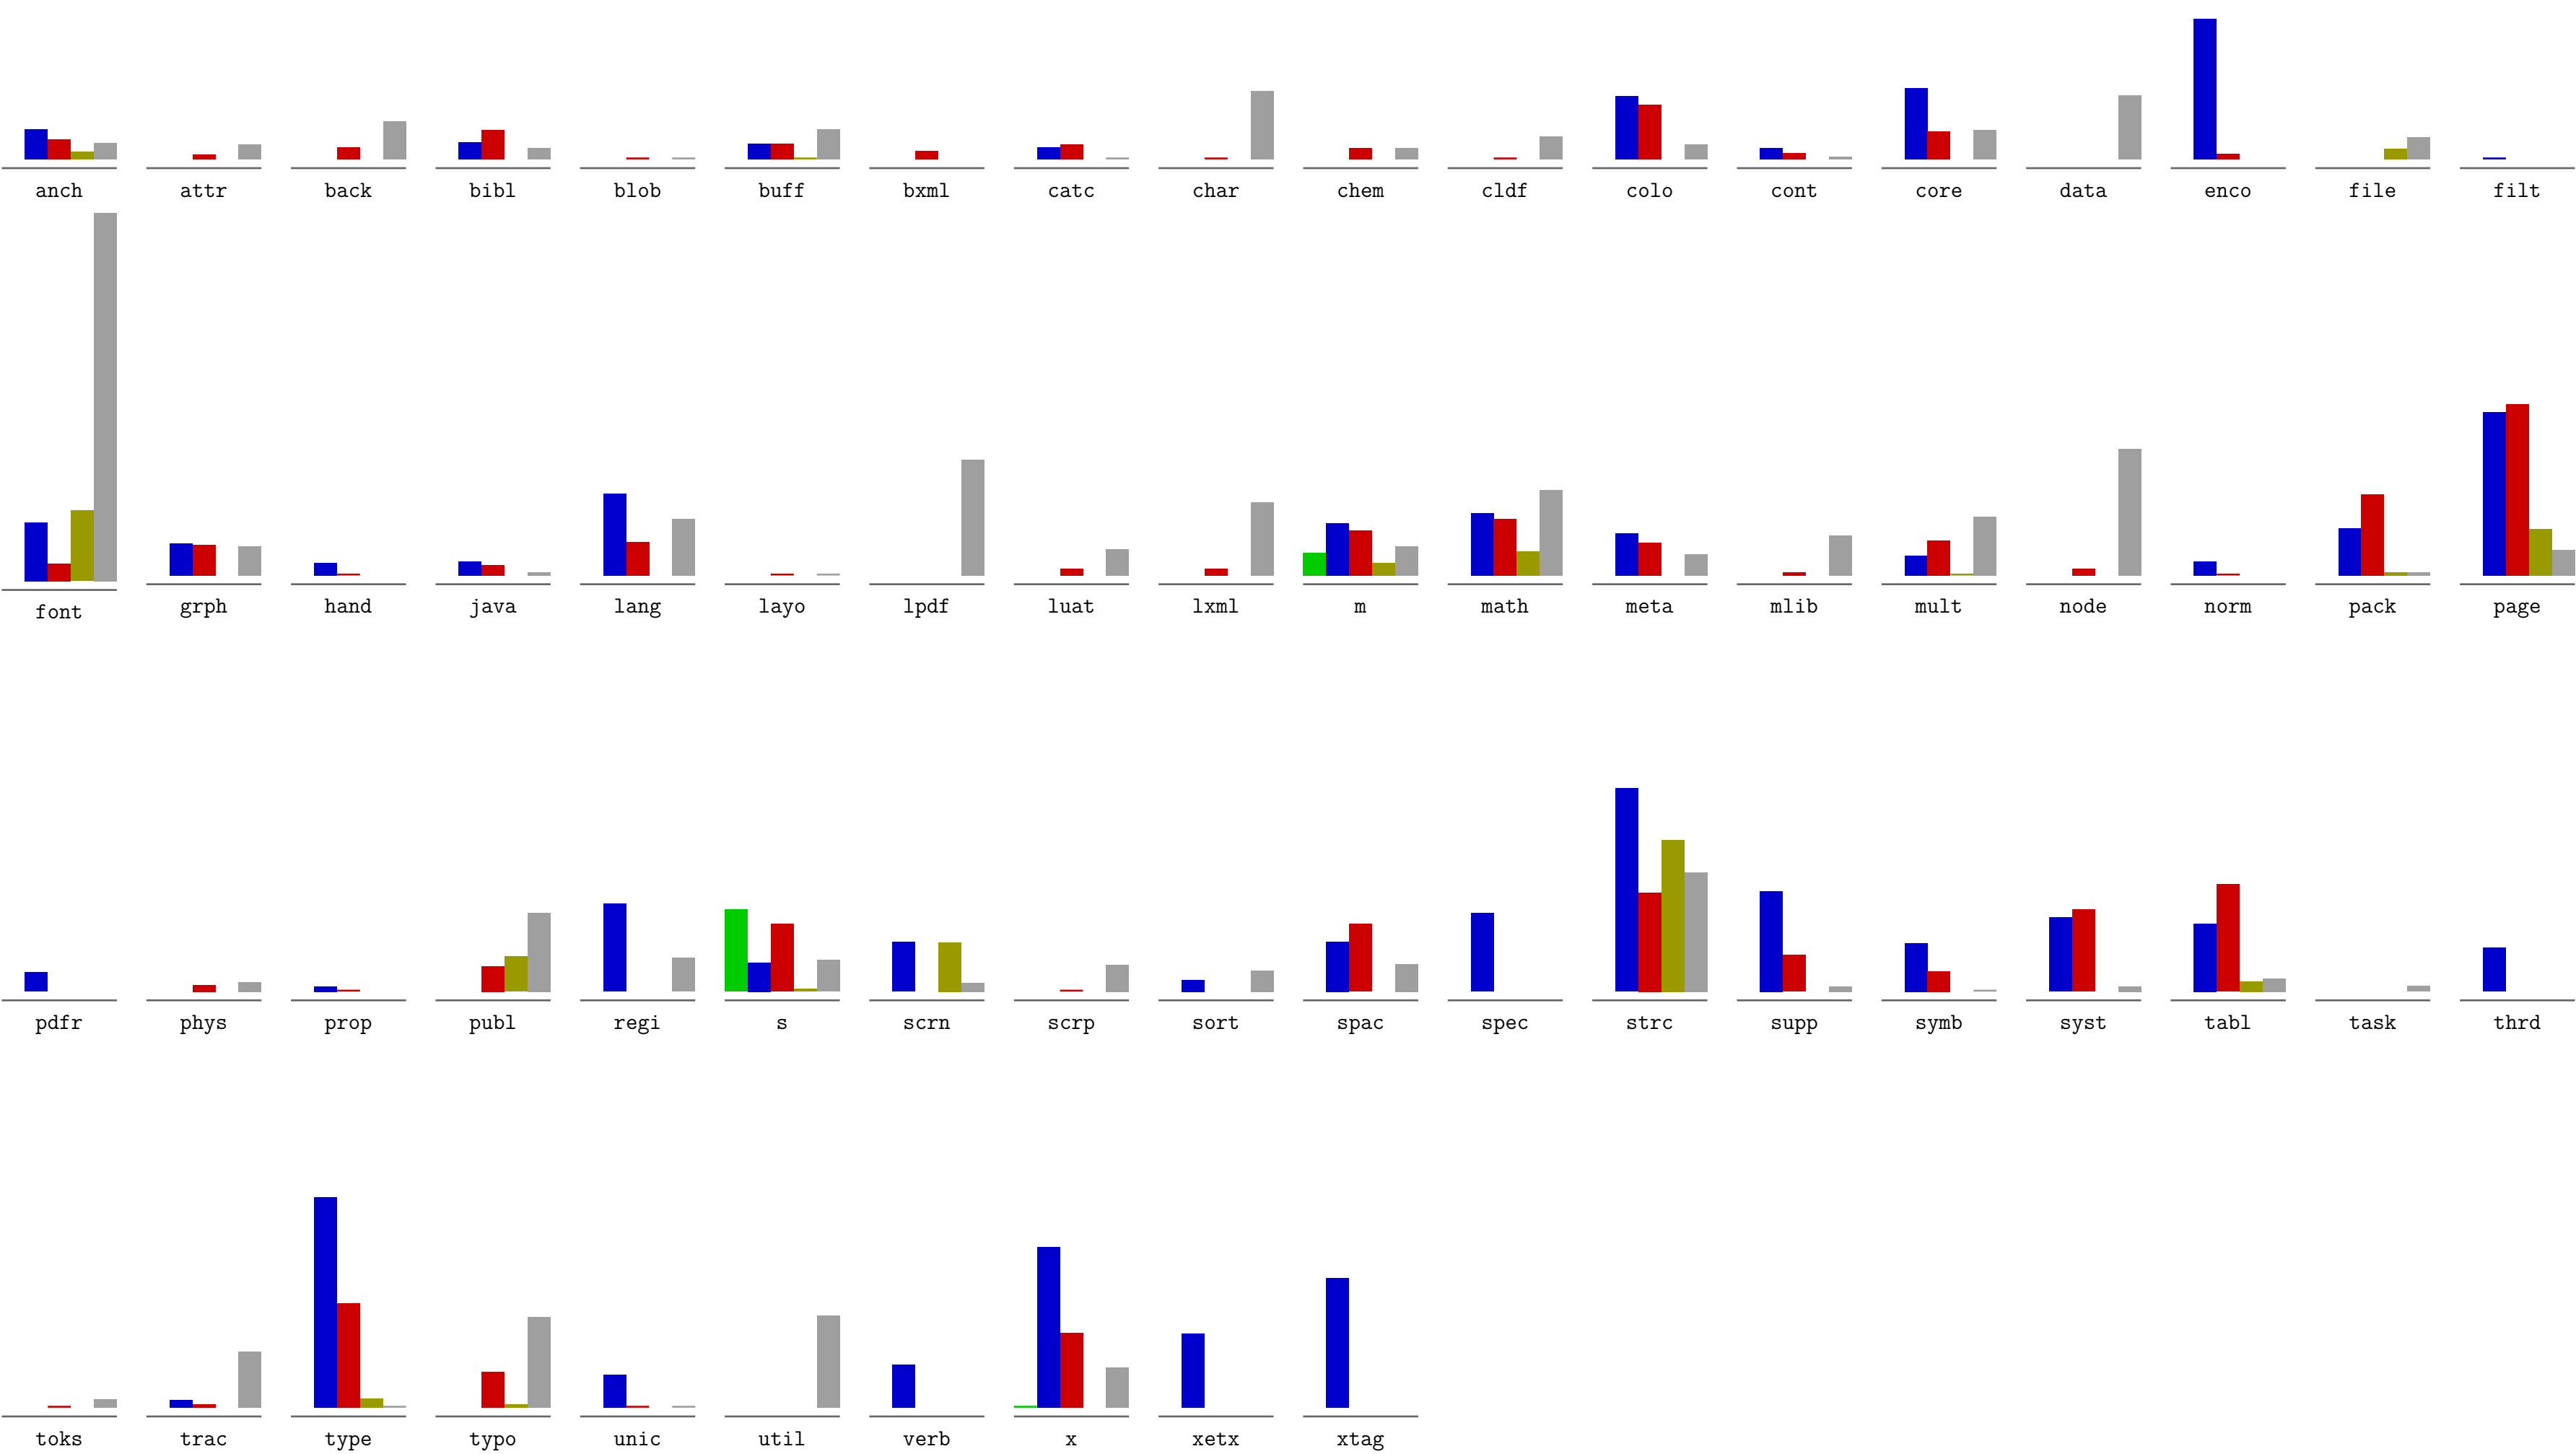 anch attr back bibl blob buff bxml catc char chem cldf colo cont core data enco file filt
font grph hand java lang layo lpdf luat lxml m math meta mlib mult node norm pack page
pdfr phys prop publ regi s scrn scrp sort spac spec strc supp symb syst tabl task thrd
toks trac type typo unic util verb x xetx xtag